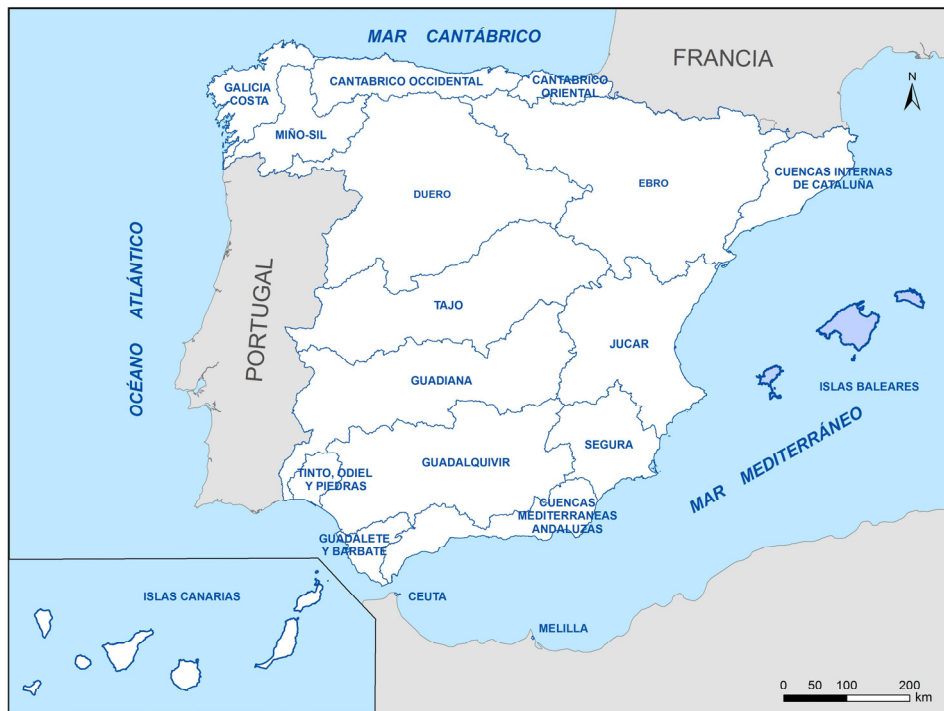 MAR CANTÁBRICO
FRANCIA
N
GALICIA
COSTA
CANTABRICO OCCIDENTAL
CANTABRICO
ORIENTAL
MIÑO-SIL
CUENCAS INTERNAS
DE CATALUÑA
DUERO
EBRO
OCÉANO ATLÁNTICO
PORTUGAL
TAJO
JUCAR
GUADIANA
ISLAS BALEARES
MAR MEDITERRÁNEO
SEGURA
GUADALQUIVIR
TINTO, ODIEL
Y PIEDRAS
CUENCAS
MEDITERRANEAS
ANDALUZAS
GUADALETE
Y BARBATE
ISLAS CANARIAS
CEUTA
MELILLA
0 50 100 200
km